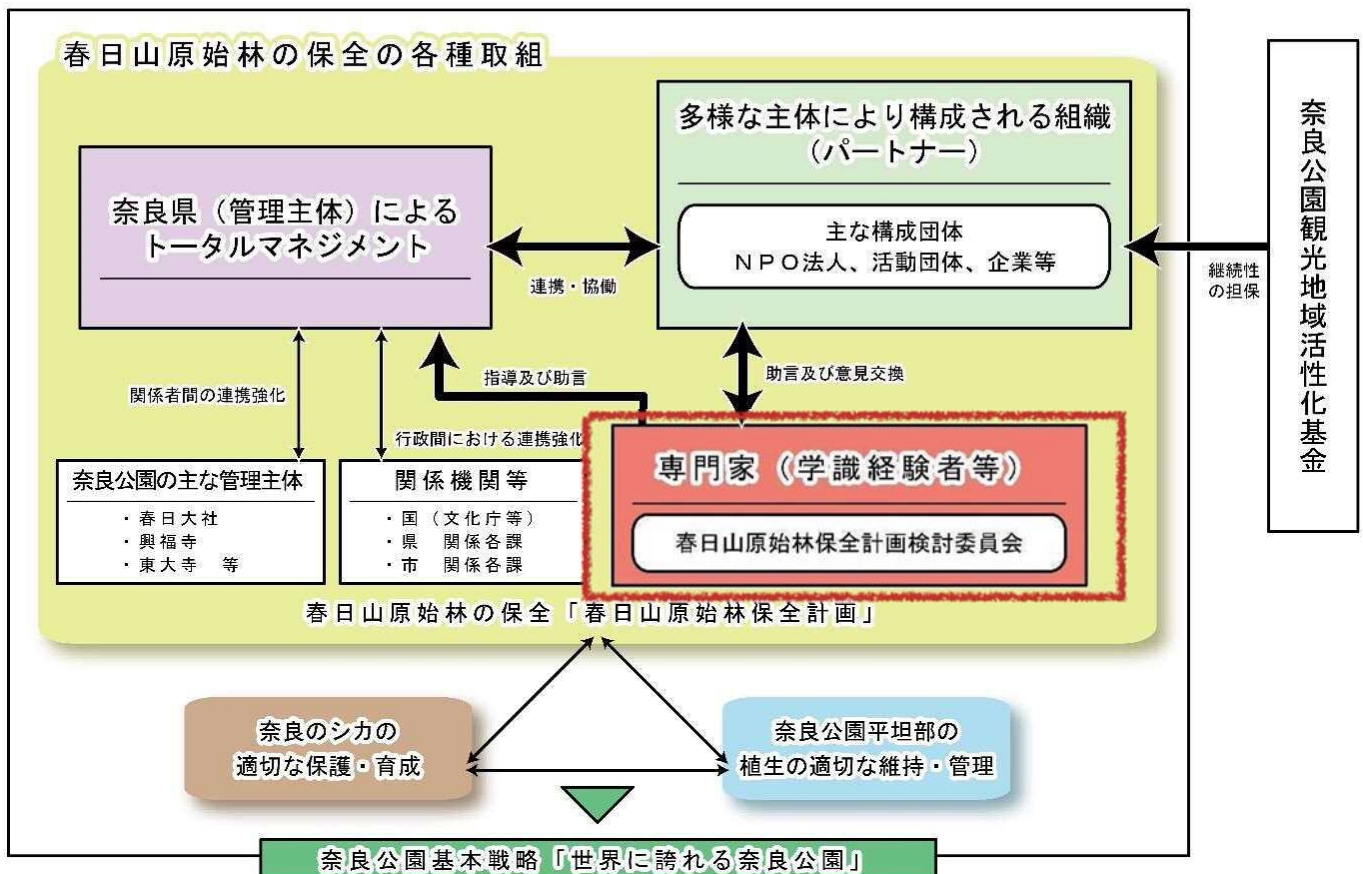 春日山原始林の保全の各種取組
多様な主体により構成される組織
(パートナー)
主な構成団体
NPO法人、活動団体、企業等
奈良県(管理主体)による
トータルマネジメント
連携・協働
継続性
の担保
奈良公園観光地域活性化基金
関係者間の連携強化
指導及び助言
助言及び意見交換
行政間における連携強化
奈良公園の主な管理主体
・春日大社
・興福寺
・東大寺 等
関係機関等
・国(文化庁等)
・県 関係各課
・市 関係各課
専門家(学識経験者等)
春日山原始林保全計画検討委員会
春日山原始林の保全「春日山原始林保全計画」
奈良のシカの
適切な保護・育成
奈良公園平坦部の
植生の適切な維持・管理
奈良公園基本戦略「世界に誇れる奈良公園」